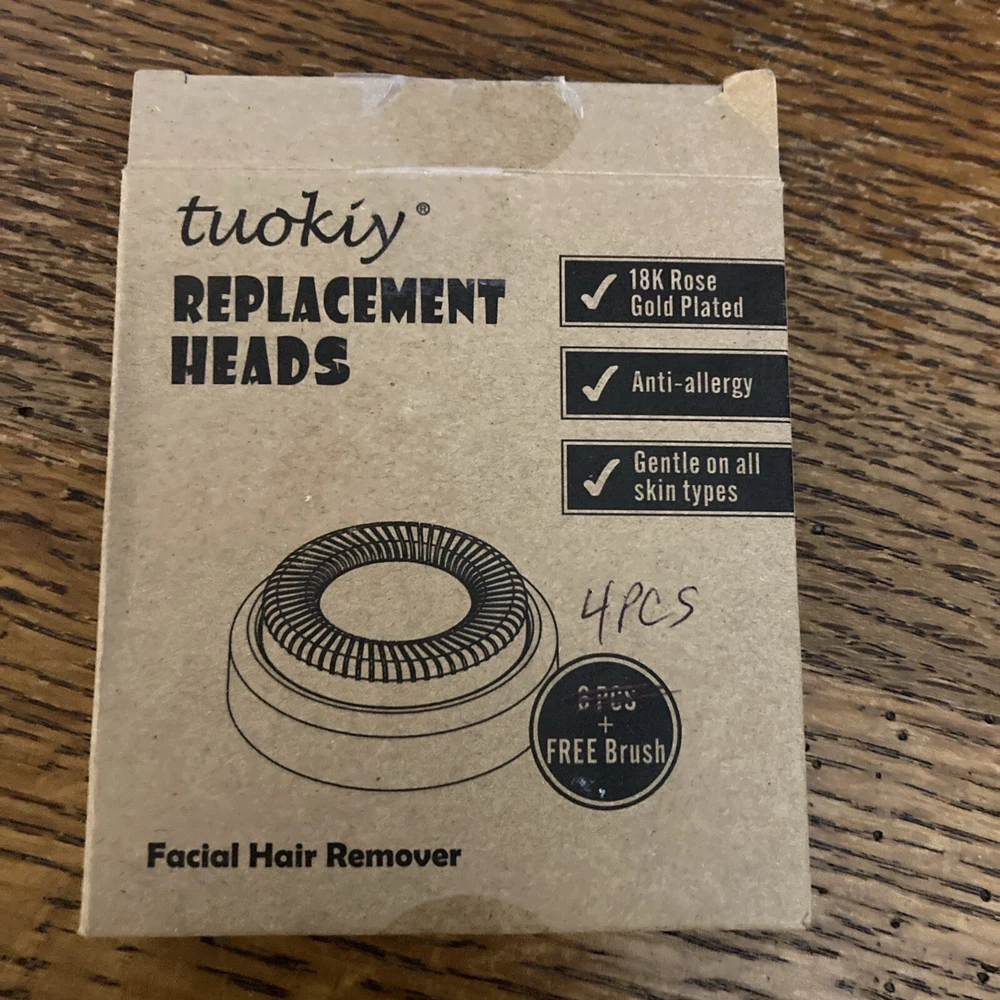 tuokiy®
REPLACEMENT
HEADS
18K Rose
Gold Plated
Anti-allergy
Gentle on all
skin types
4PCS
6 PCS
+
FREE Brush
Facial Hair Remover